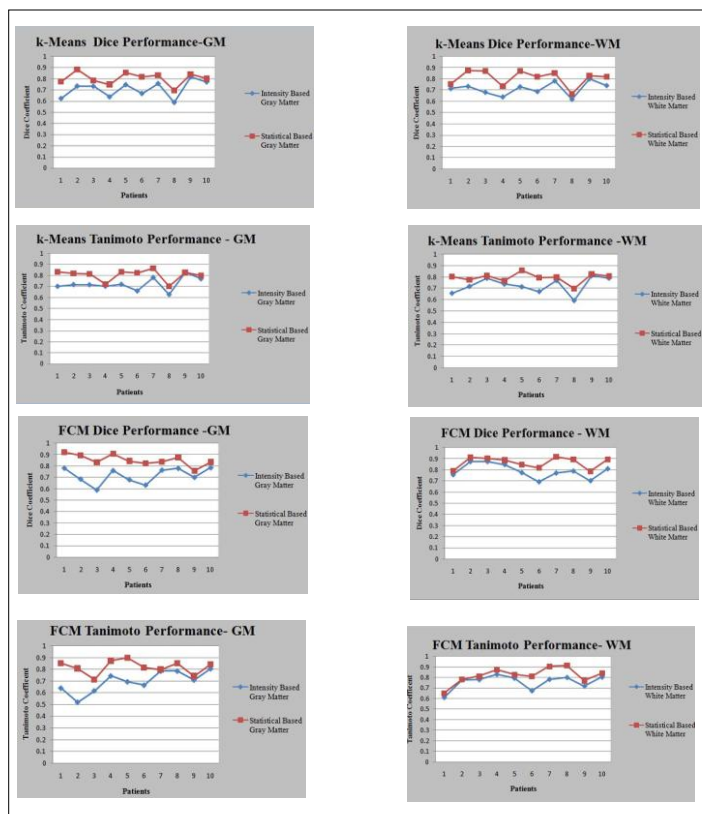 k-Means Dice Performance-GM
1
0.9
0.8
0.7
0.6
0.5
0.4
0.3
0.2
0.1
0
Dice Coefficient
1 2 3 4 5 6 7 8 9 10
Patients
Intensity Based
Gray Matter
Statistical Based
Gray Matter
k-Means Dice Performance-WM
1
0.9
0.8
0.7
0.6
0.5
0.4
0.3
0.2
0.1
0
Dice Coefficient
1 2 3 4 5 6 7 8 9 10
Patients
Intensity Based
White Matter
Statistical Based
White Matter
k-Means Tanimoto Performance - GM
1
0.9
0.8
0.7
0.6
0.5
0.4
0.3
0.2
0.1
0
Tanimoto Coefficient
1 2 3 4 5 6 7 8 9 10
Patients
Intensity Based
Gray Matter
Statistical Based
Gray Matter
k-Means Tanimoto Performance -WM
1
0.9
0.8
0.7
0.6
0.5
0.4
0.3
0.2
0.1
0
Tanimoto Coefficient
1 2 3 4 5 6 7 8 9 10
Patients
Intensity Based
White Matter
Statistical Based
White Matter
FCM Dice Performance -GM
1
0.9
0.8
0.7
0.6
0.5
0.4
0.3
0.2
0.1
0
Dice Coefficient
1 2 3 4 5 6 7 8 9 10
Patients
Intensity Based
Gray Matter
Statistical Based
Gray Matter
FCM Dice Performance - WM
1
0.9
0.8
0.7
0.6
0.5
0.4
0.3
0.2
0.1
0
Dice Coefficient
1 2 3 4 5 6 7 8 9 10
Patients
Intensity Based
White Matter
Statistical Based
White Matter
FCM Tanimoto Performance- GM
1
0.9
0.8
0.7
0.6
0.5
0.4
0.3
0.2
0.1
0
Tanimoto Coefficient
1 2 3 4 5 6 7 8 9 10
Patients
Intensity Based
Gray Matter
Statistical Based
Gray Matter
FCM Tanimoto Performance- WM
1
0.9
0.8
0.7
0.6
0.5
0.4
0.3
0.2
0.1
0
Tanimoto Coefficient
1 2 3 4 5 6 7 8 9 10
Patients
Intensity Based
White Matter
Statistical Based
White Matter